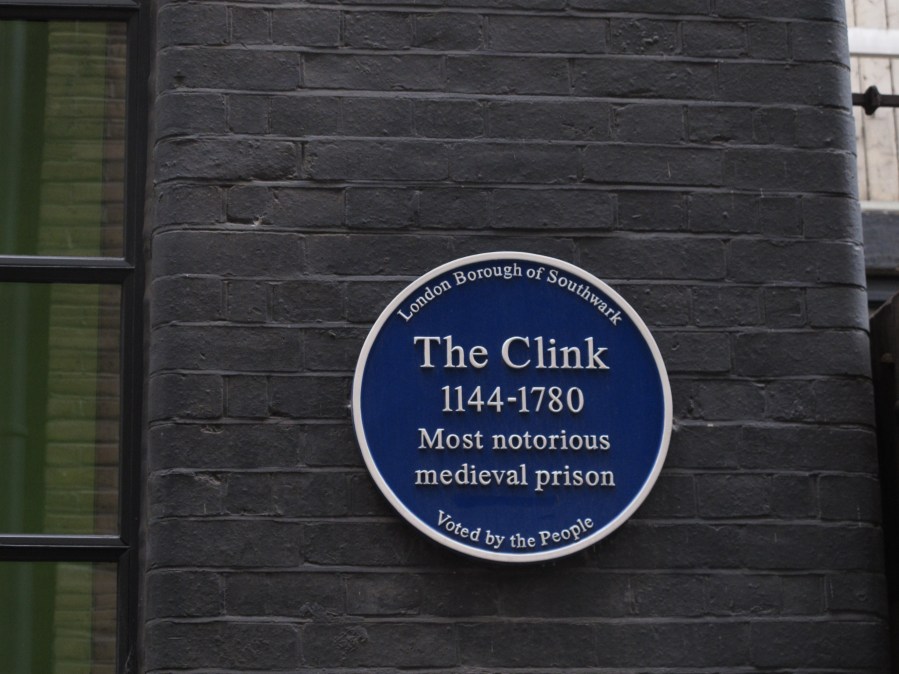 London Borough of Southwark
The Clink
1144-1780
Most notorious
medieval prison
Voted by the People